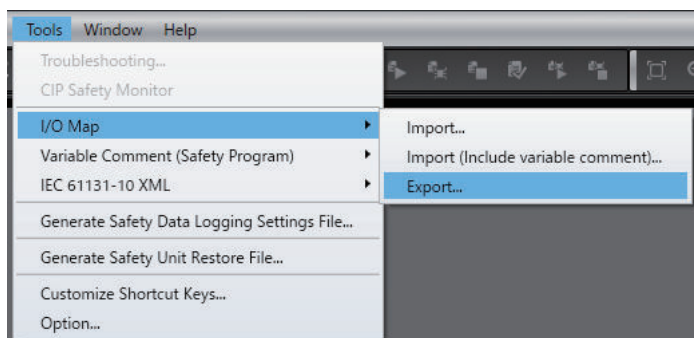 Tools Window Help
Troubleshooting...
CIP Safety Monitor
I/O Map
Variable Comment (Safety Program)
IEC 61131-10 XML
Generate Safety Data Logging Settings File...
Generate Safety Unit Restore File...
Customize Shortcut Keys...
Option...
Import...
Import (Include variable comment)...
Export...